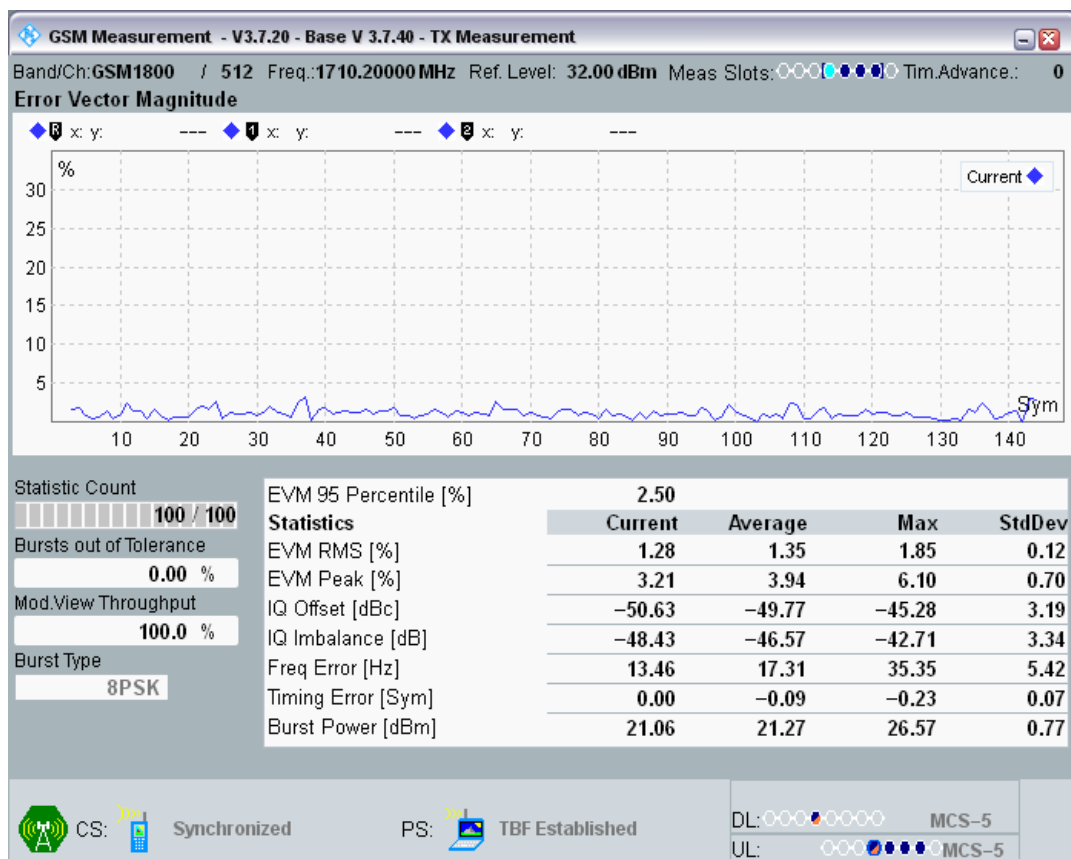 GSM Measurement - V3.7.20 - Base V 3.7.40 - TX Measurement
Band/Ch:GSM1800 / 512 Freq.:1710.20000MHz Ref. Level: 32.00 dBm Meas Slots: Tim.Advance.: 0
Error Vector Magnitude
R x: y: --- 1 x: y: --- 2 x: y: ---
%
Current
30
25
20
15
10
5
Sym
10 20 30 40 50 60 70 80 90 100 110 120 130 140
Statistic Count
100 / 100
Bursts out of Tolerance
0.00 %
Mod.View Throughput
100.0 %
Burst Type
8PSK
EVM 95 Percentile [%] 2.50
Statistics Current Average Max StdDev
EVM RMS [%] 1.28 1.35 1.85 0.12
EVM Peak [%] 3.21 3.94 6.10 0.70
IQ Offset [dBc] −50.63 −49.77 −45.28 3.19
IQ Imbalance [dB] −48.43 −46.57 −42.71 3.34
Freq Error [Hz] 13.46 17.31 35.35 5.42
Timing Error [Sym] 0.00 −0.09 −0.23 0.07
Burst Power [dBm] 21.06 21.27 26.57 0.77
CS: Synchronized PS: TBF Established
DL: MCS−5
UL: MCS−5